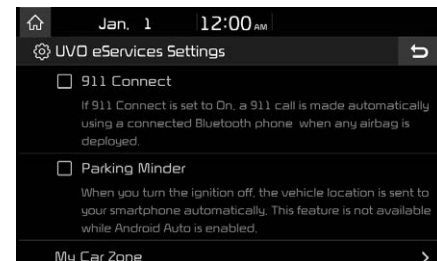 Jan. 1 12:00 AM
UVO eServices Settings
911 Connect
If 911 Connect is set to On, a 911 call is made automatically
using a connected Bluetooth phone when any airbag is
deployed.
Parking Minder
When you turn the ignition off, the vehicle location is sent to
your smartphone automatically. This feature is not available
while Android Auto is enabled.
My Car Zone